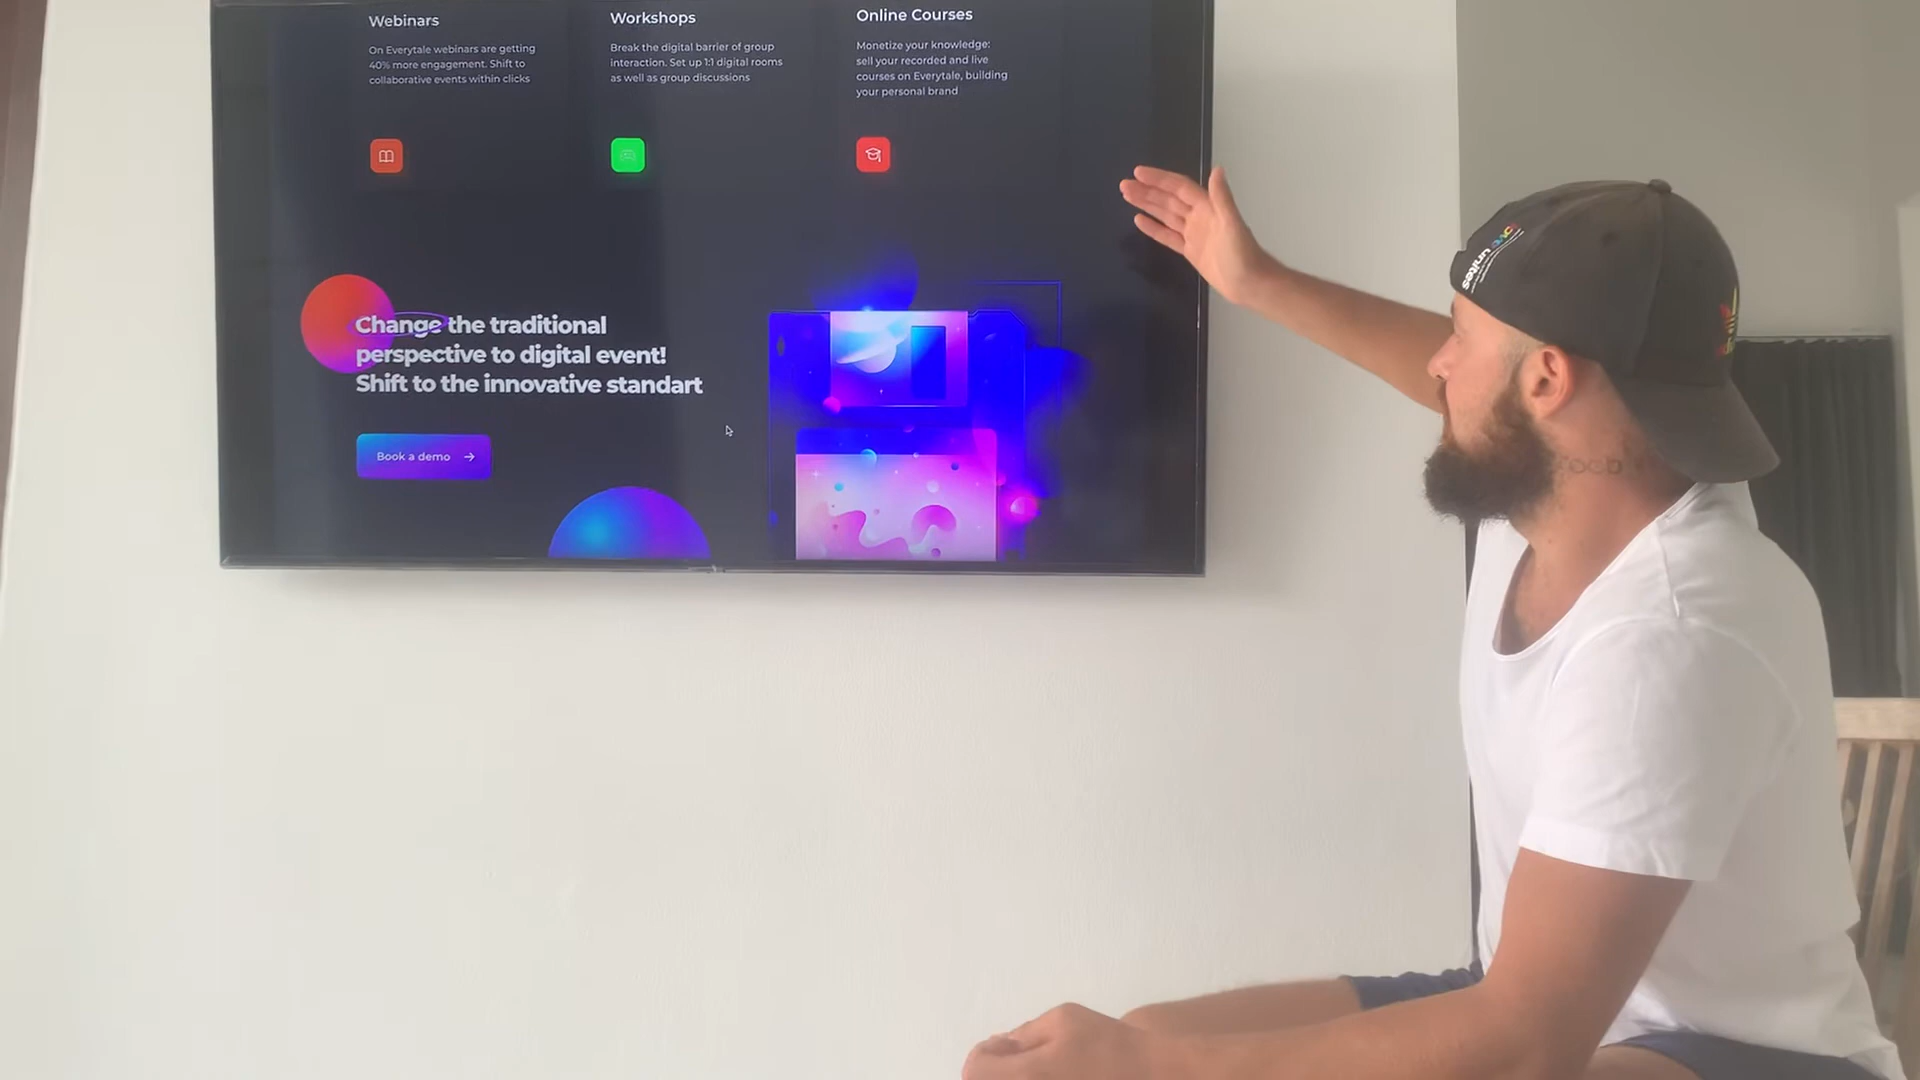 Webinars
On Everytale webinars are getting
40% more engagement. Shift to
collaborative events within clicks
Workshops
Break the digital barrier of group
interaction. Set up 1:1 digital rooms
as well as group discussions
Online Courses
Monetize your knowledge:
sell your recorded and live
courses on Everytale, building
your personal brand
Change the traditional
perspective to digital event!
Shift to the innovative standart
Book a demo
love unites